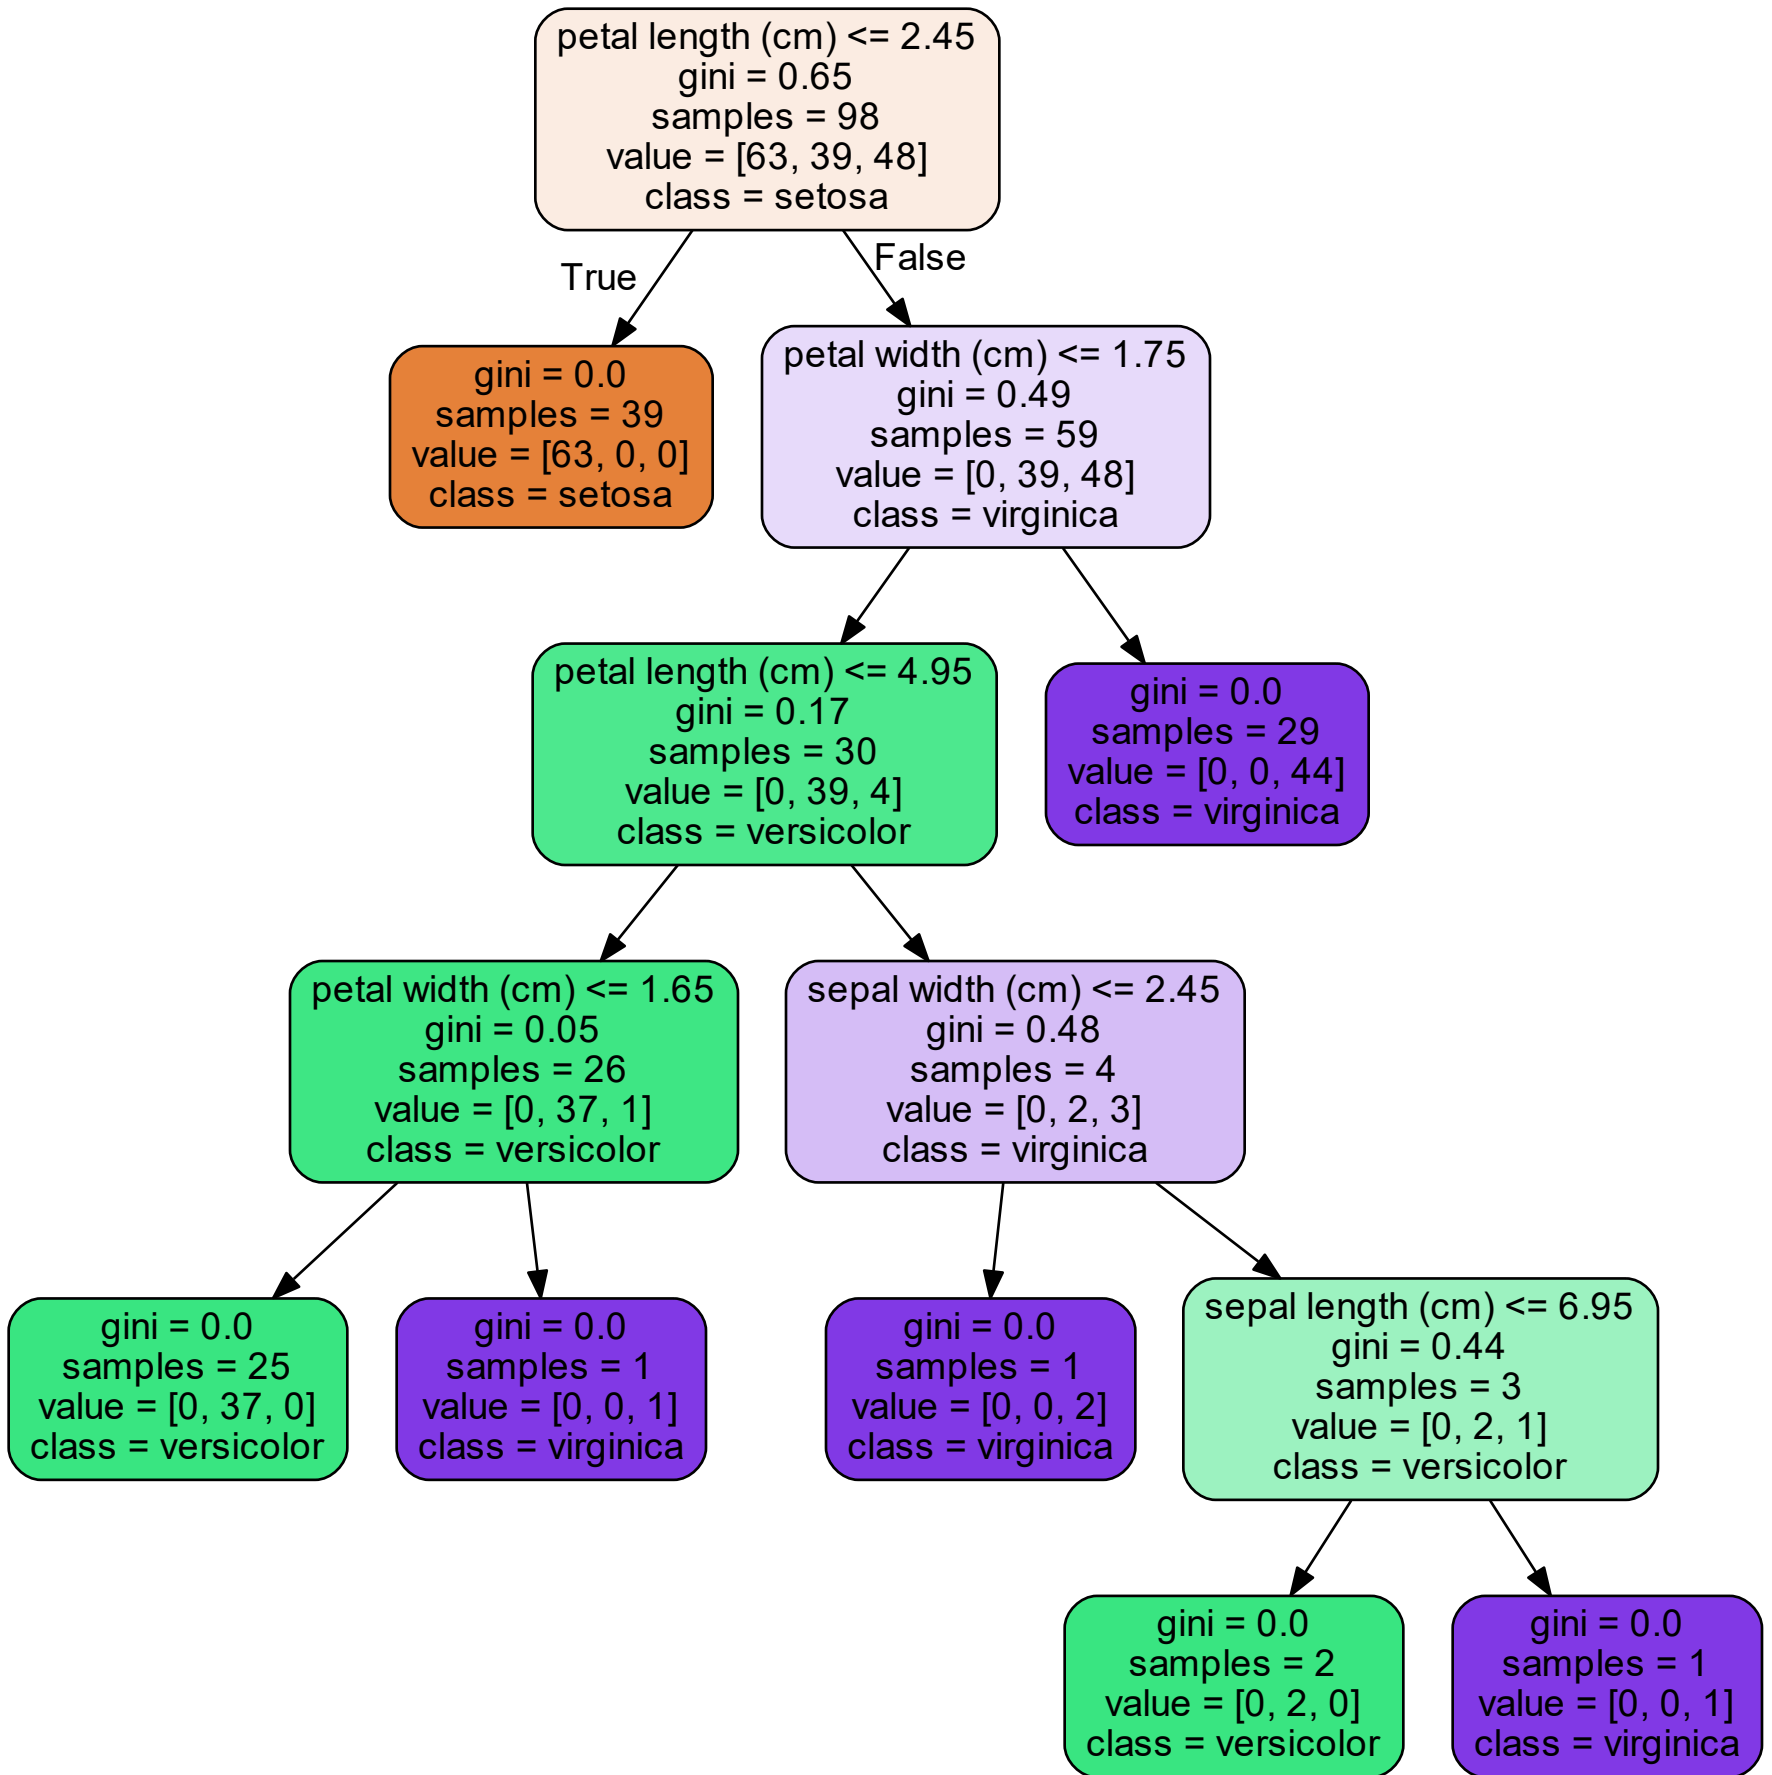 petal length (cm) <= 2.45
gini = 0.65
samples = 98
value = [63, 39, 48]
class = setosa
True
False
gini = 0.0
samples = 39
value = [63, 0, 0]
class = setosa
petal width (cm) <= 1.75
gini = 0.49
samples = 59
value = [0, 39, 48]
class = virginica
petal length (cm) <= 4.95
gini = 0.17
samples = 30
value = [0, 39, 4]
class = versicolor
gini = 0.0
samples = 29
value = [0, 0, 44]
class = virginica
petal width (cm) <= 1.65
gini = 0.05
samples = 26
value = [0, 37, 1]
class = versicolor
sepal width (cm) <= 2.45
gini = 0.48
samples = 4
value = [0, 2, 3]
class = virginica
gini = 0.0
samples = 25
value = [0, 37, 0]
class = versicolor
gini = 0.0
samples = 1
value = [0, 0, 1]
class = virginica
gini = 0.0
samples = 1
value = [0, 0, 2]
class = virginica
sepal length (cm) <= 6.95
gini = 0.44
samples = 3
value = [0, 2, 1]
class = versicolor
gini = 0.0
samples = 2
value = [0, 2, 0]
class = versicolor
gini = 0.0
samples = 1
value = [0, 0, 1]
class = virginica